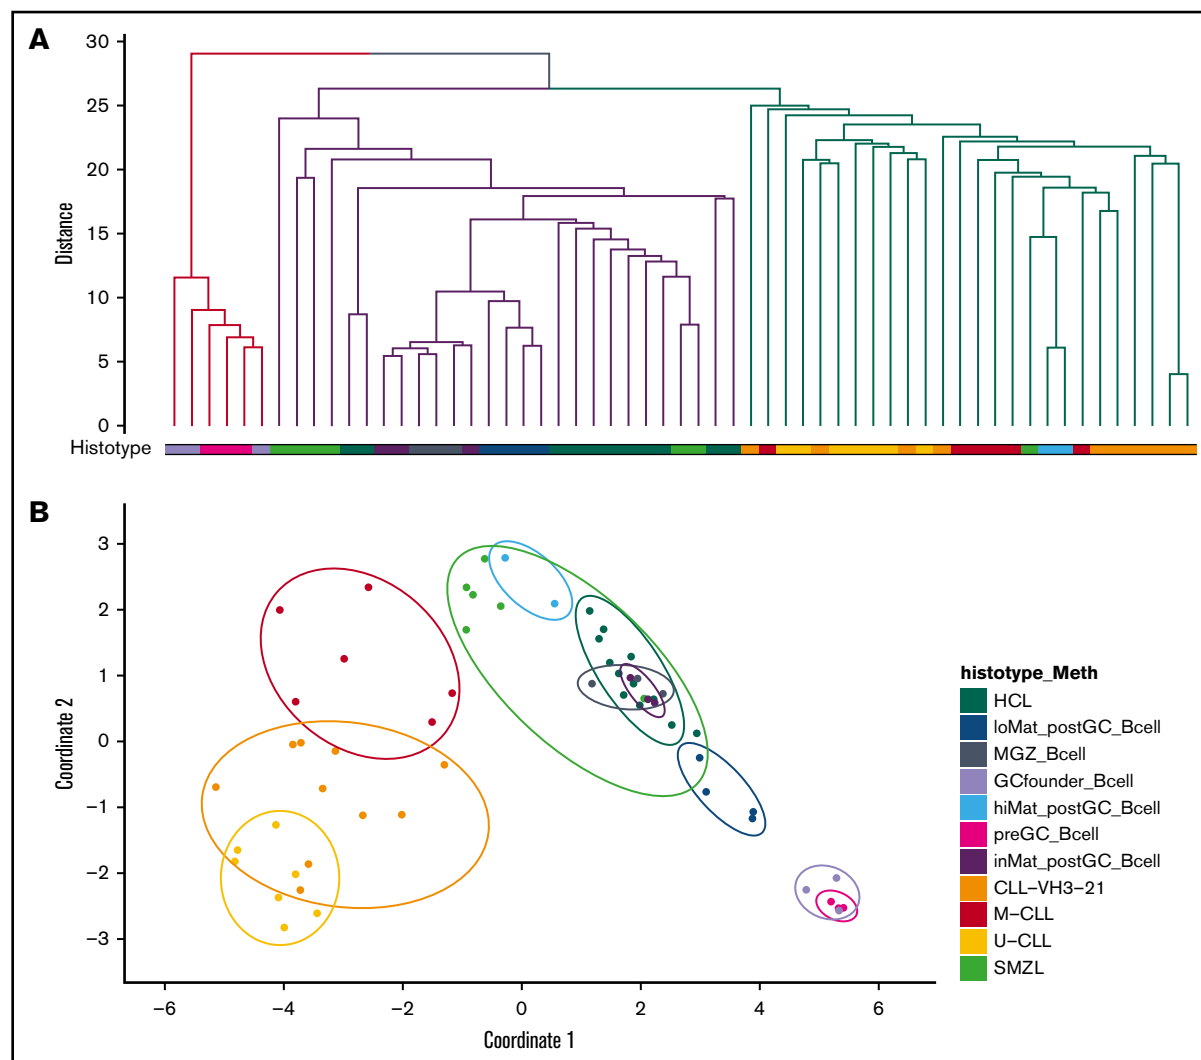 A
30
25
20
15
10
5
0
Distance
Histotype
B
3
2
1
0
−1
−2
−3
Coordinate 2
−6 −4 −2 0 2 4 6
Coordinate 1
histotype_Meth
HCL
loMat_postGC_Bcell
MGZ_Bcell
GCfounder_Bcell
hiMat_postGC_Bcell
preGC_Bcell
inMat_postGC_Bcell
CLL−VH3−21
M−CLL
U−CLL
SMZL